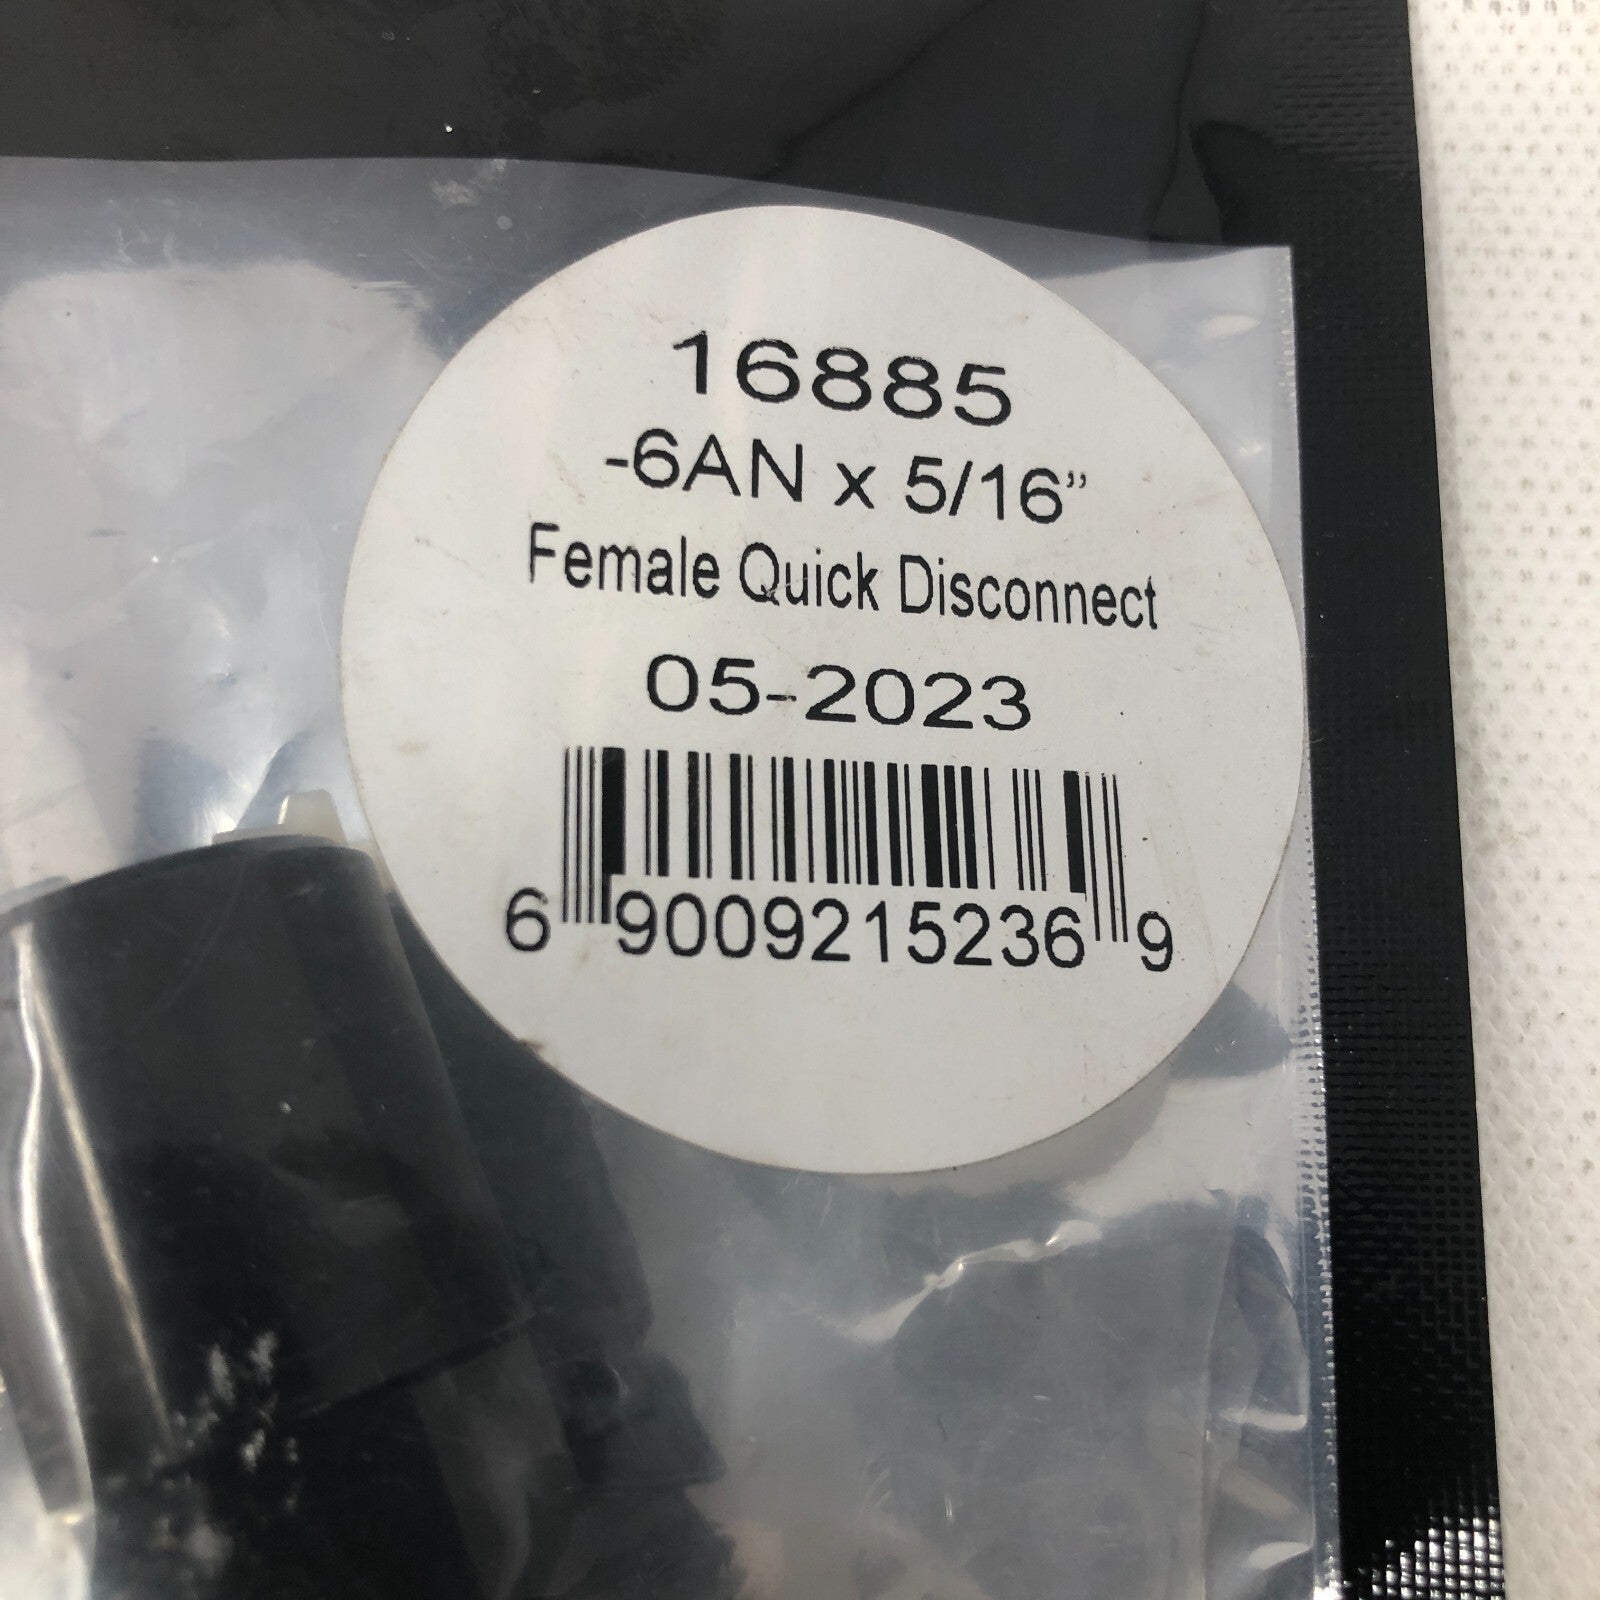 16885
-6AN x 5/16”
Female Quick Disconnect
05-2023
6 9009215236 9